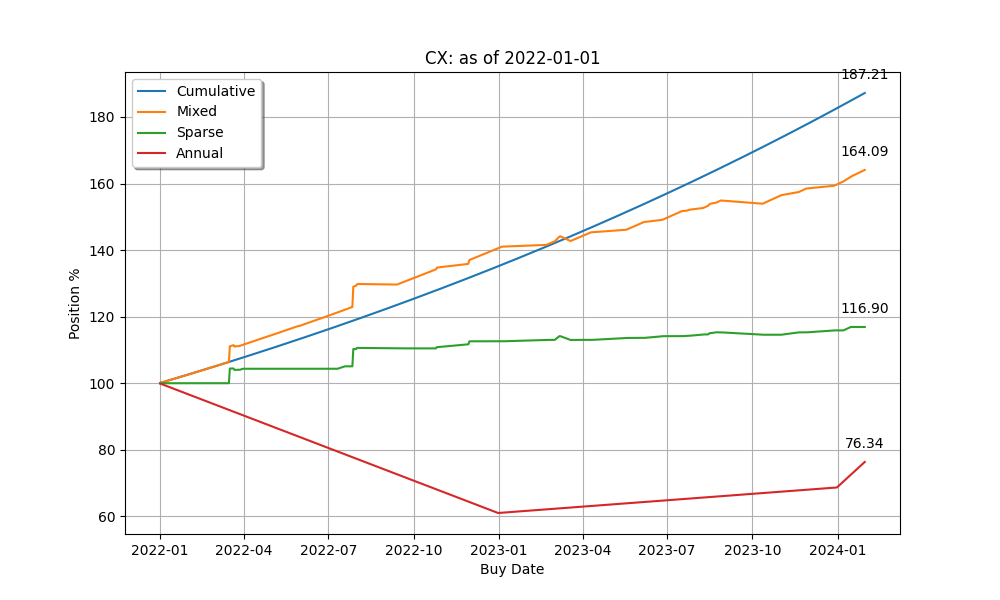 CX: as of 2022-01-01
187.21
Cumulative
Mixed
Sparse
Annual
164.09
116.90
76.34
180
160
140
120
100
80
60
Position %
2022-01 2022-04 2022-07 2022-10 2023-01 2023-04 2023-07 2023-10 2024-01
Buy Date